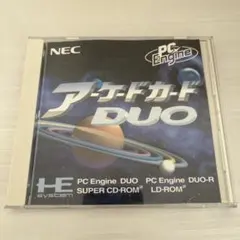 NEC
PC Engine
アーケードカード
DUO
HE SYSTEM
PC Engine DUO PC Engine DUO-R
SUPER CD-ROM² LD-ROM²